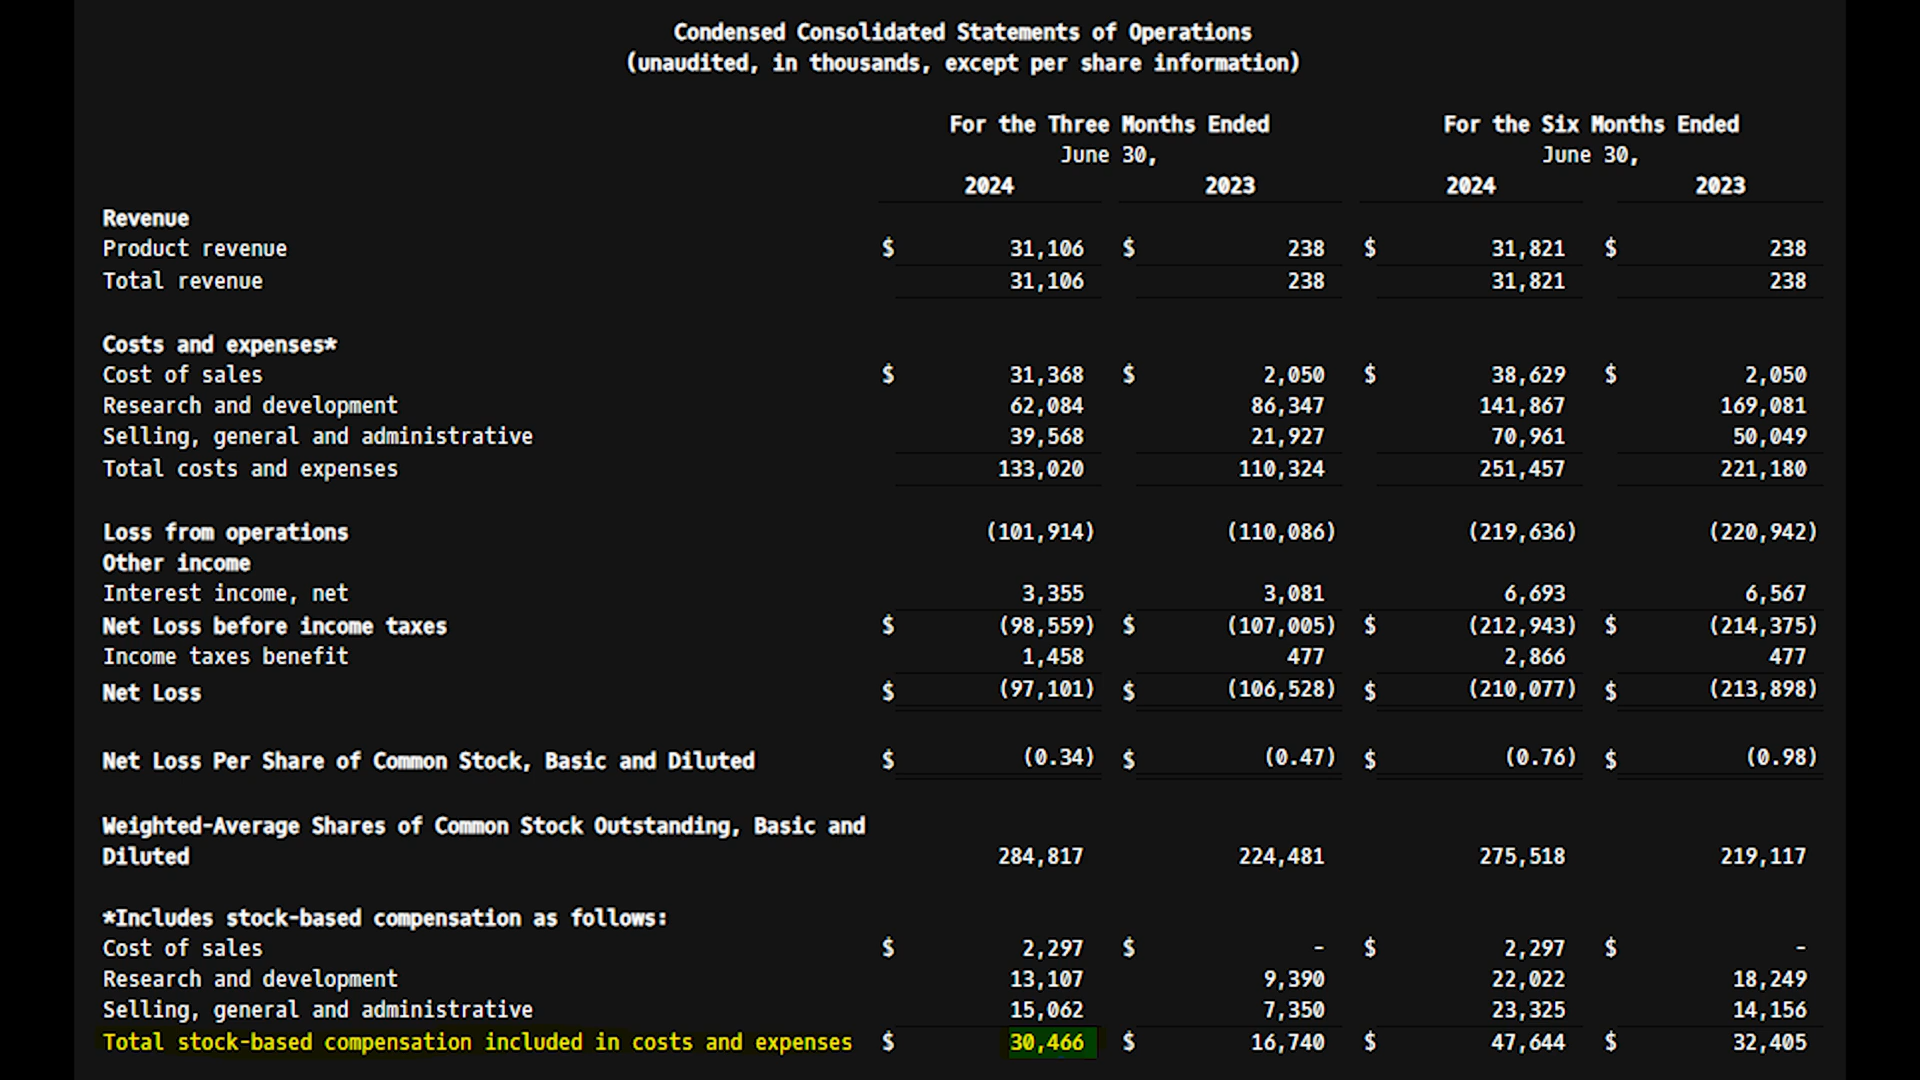 Condensed Consolidated Statements of Operations
(unaudited, in thousands, except per share information)
For the Three Months Ended For the Six Months Ended
June 30, June 30,
2024 2023 2024 2023
Revenue
Product revenue $ 31,106 $ 238 $ 31,821 $ 238
Total revenue 31,106 238 31,821 238
Costs and expenses*
Cost of sales $ 31,368 $ 2,050 $ 38,629 $ 2,050
Research and development 62,084 86,347 141,867 169,081
Selling, general and administrative 39,568 21,927 70,961 50,049
Total costs and expenses 133,020 110,324 251,457 221,180
Loss from operations (101,914) (110,086) (219,636) (220,942)
Other income
Interest income, net 3,355 3,081 6,693 6,567
Net Loss before income taxes $ (98,559) $ (107,005) $ (212,943) $ (214,375)
Income taxes benefit 1,458 477 2,866 477
Net Loss $ (97,101) $ (106,528) $ (210,077) $ (213,898)
Net Loss Per Share of Common Stock, Basic and Diluted $ (0.34) $ (0.47) $ (0.76) $ (0.98)
Weighted-Average Shares of Common Stock Outstanding, Basic and
Diluted 284,817 224,481 275,518 219,117
*Includes stock-based compensation as follows:
Cost of sales $ 2,297 $ - $ 2,297 $ -
Research and development 13,107 9,390 22,022 18,249
Selling, general and administrative 15,062 7,350 23,325 14,156
Total stock-based compensation included in costs and expenses $ 30,466 $ 16,740 $ 47,644 $ 32,405